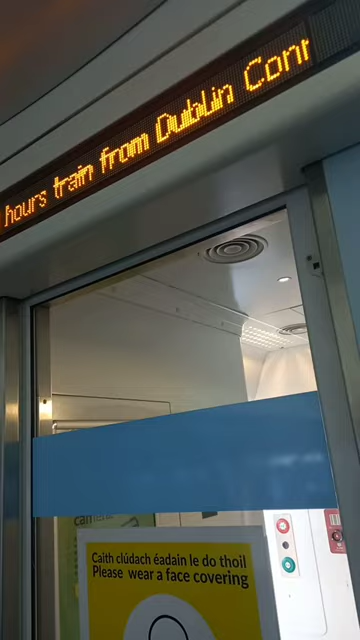 hours train from Dublin Conn
Caith clúdach éadain le do thoil
Please wear a face covering